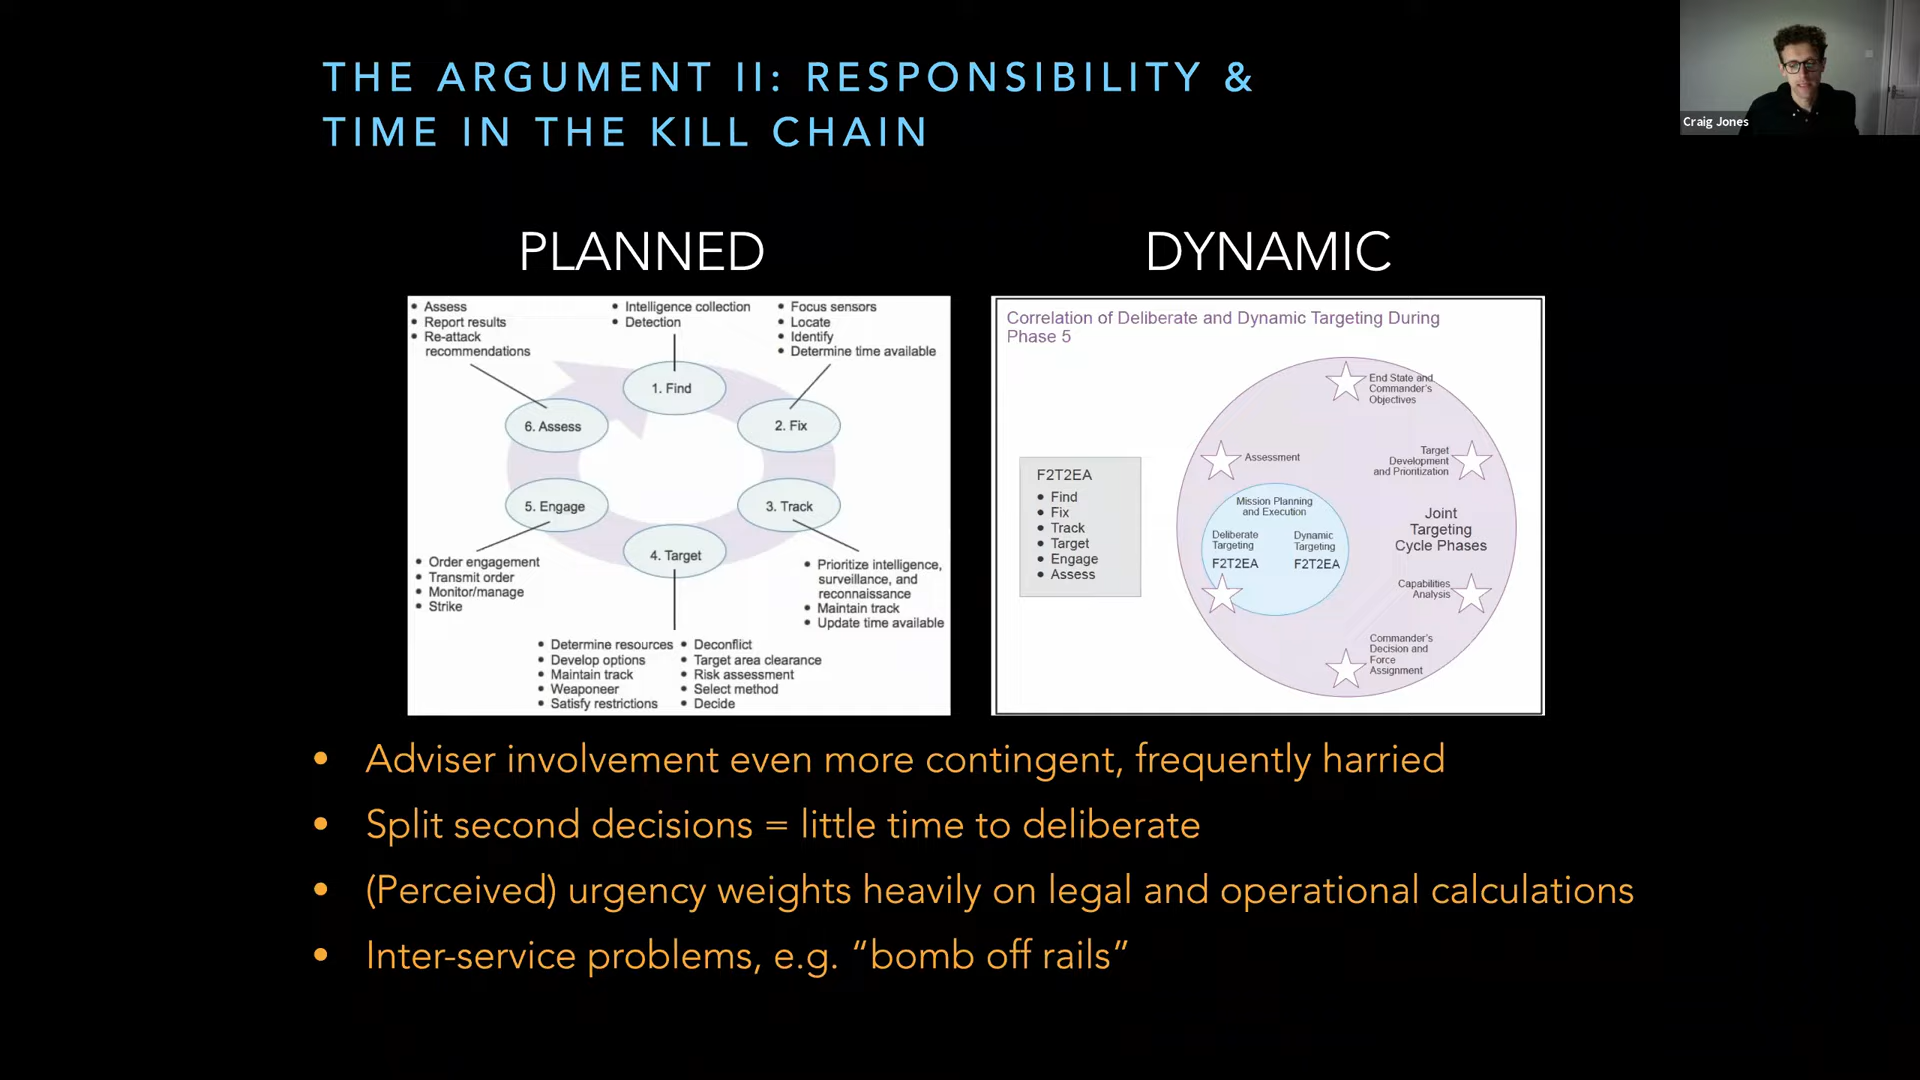 THE ARGUMENT II: RESPONSIBILITY &
TIME IN THE KILL CHAIN
Craig Jones
PLANNED
• Assess
• Report results
• Re-attack
recommendations
• Intelligence collection
• Detection
• Focus sensors
• Locate
• Identify
• Determine time available
1. Find
2. Fix
3. Track
4. Target
5. Engage
6. Assess
• Order engagement
• Transmit order
• Monitor/manage
• Strike
• Prioritize intelligence,
surveillance, and
reconnaissance
• Maintain track
• Update time available
• Determine resources
• Develop options
• Maintain track
• Weaponeer
• Satisfy restrictions
• Deconflict
• Target area clearance
• Risk assessment
• Select method
• Decide
DYNAMIC
Correlation of Deliberate and Dynamic Targeting During
Phase 5
F2T2EA
• Find
• Fix
• Track
• Target
• Engage
• Assess
End State and
Commander's
Objectives
Target
Development
and Prioritization
Joint
Targeting
Cycle Phases
Capabilities
Analysis
Commander's
Decision and
Force
Assignment
Assessment
Mission Planning
and Execution
Deliberate
Targeting
F2T2EA
Dynamic
Targeting
F2T2EA
• Adviser involvement even more contingent, frequently harried
• Split second decisions = little time to deliberate
• (Perceived) urgency weights heavily on legal and operational calculations
• Inter-service problems, e.g. “bomb off rails”